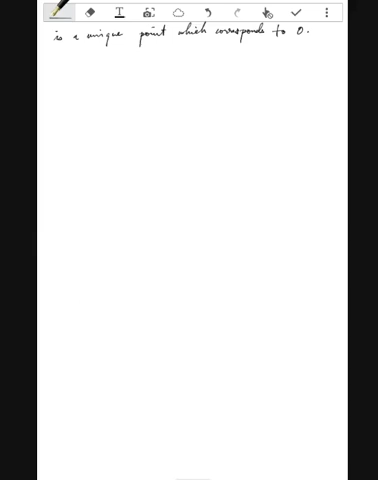 is a unique point which corresponds to 0.